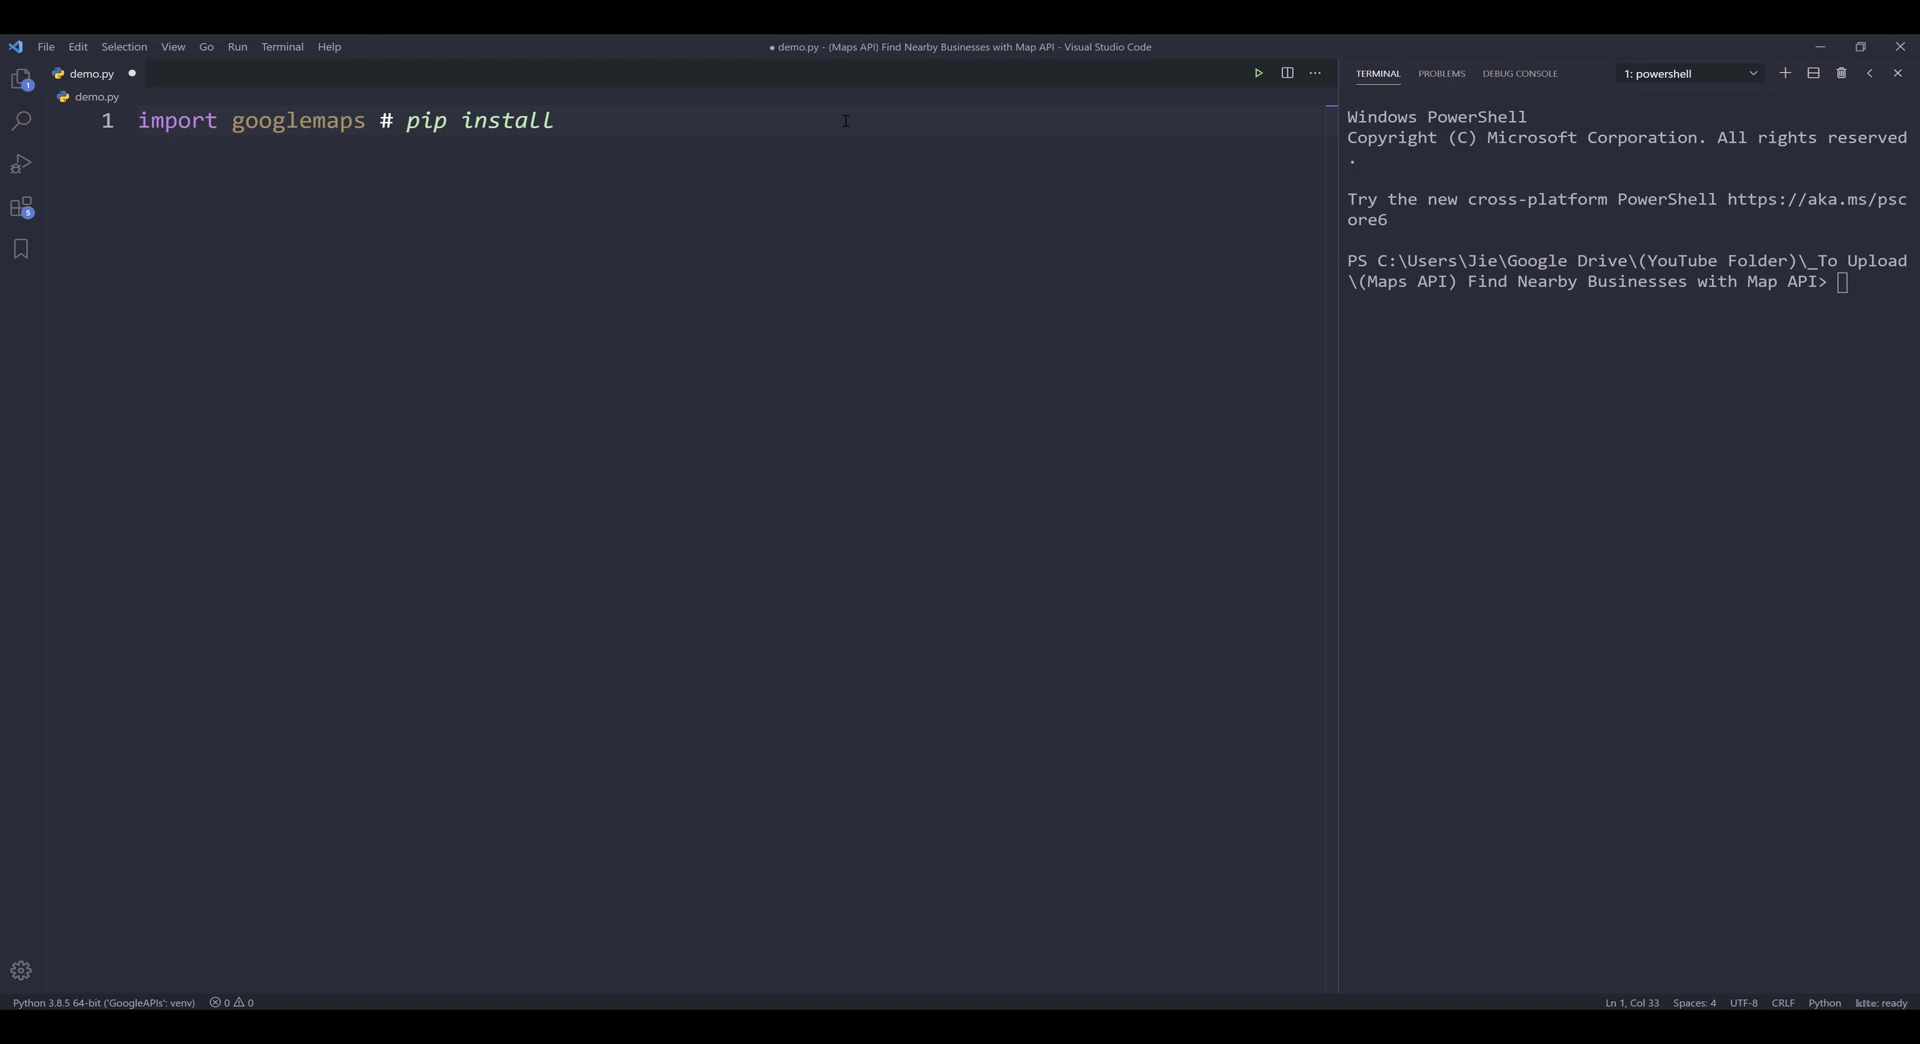 File Edit Selection View Go Run Terminal Help
● demo.py - (Maps API) Find Nearby Businesses with Map API - Visual Studio Code
demo.py
TERMINAL PROBLEMS DEBUG CONSOLE 1: powershell
1
demo.py
1 import googlemaps # pip install
Windows PowerShell
Copyright (C) Microsoft Corporation. All rights reserved
.
Try the new cross-platform PowerShell https://aka.ms/psc
ore6
PS C:\Users\Jie\Google Drive\(YouTube Folder)\_To Upload
\(Maps API) Find Nearby Businesses with Map API>
5
Python 3.8.5 64-bit ('GoogleAPIs': venv) 0 0
Ln 1, Col 33 Spaces: 4 UTF-8 CRLF Python kite: ready